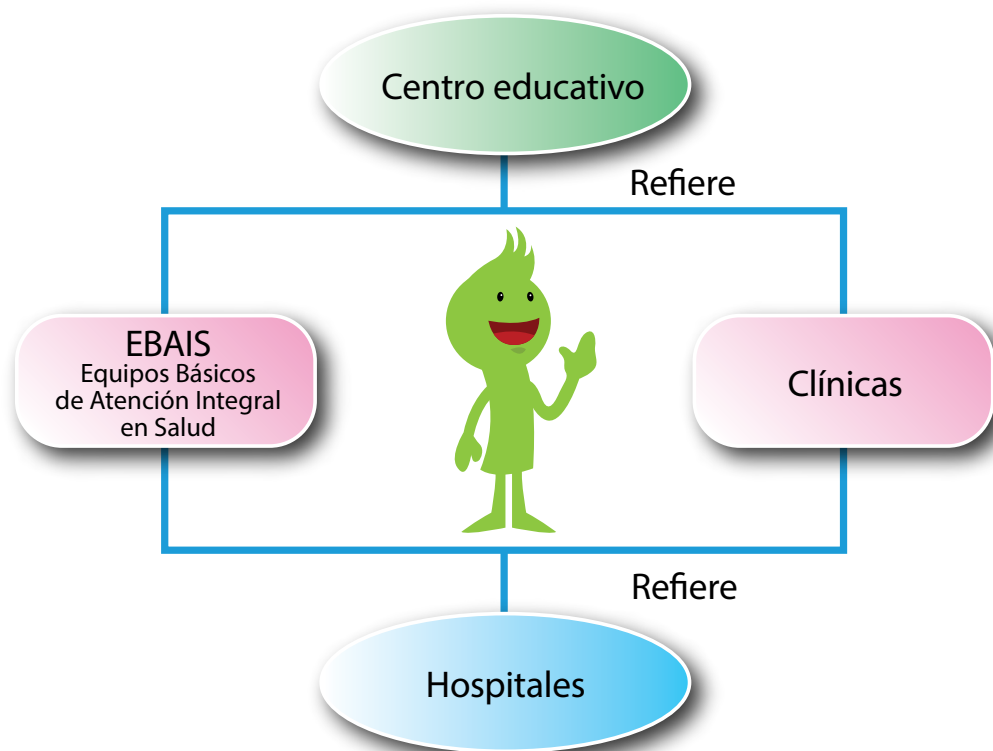 Centro educativo
Refiere
EBAIS
Equipos Básicos
de Atención Integral
en Salud
Clínicas
Refiere
Hospitales